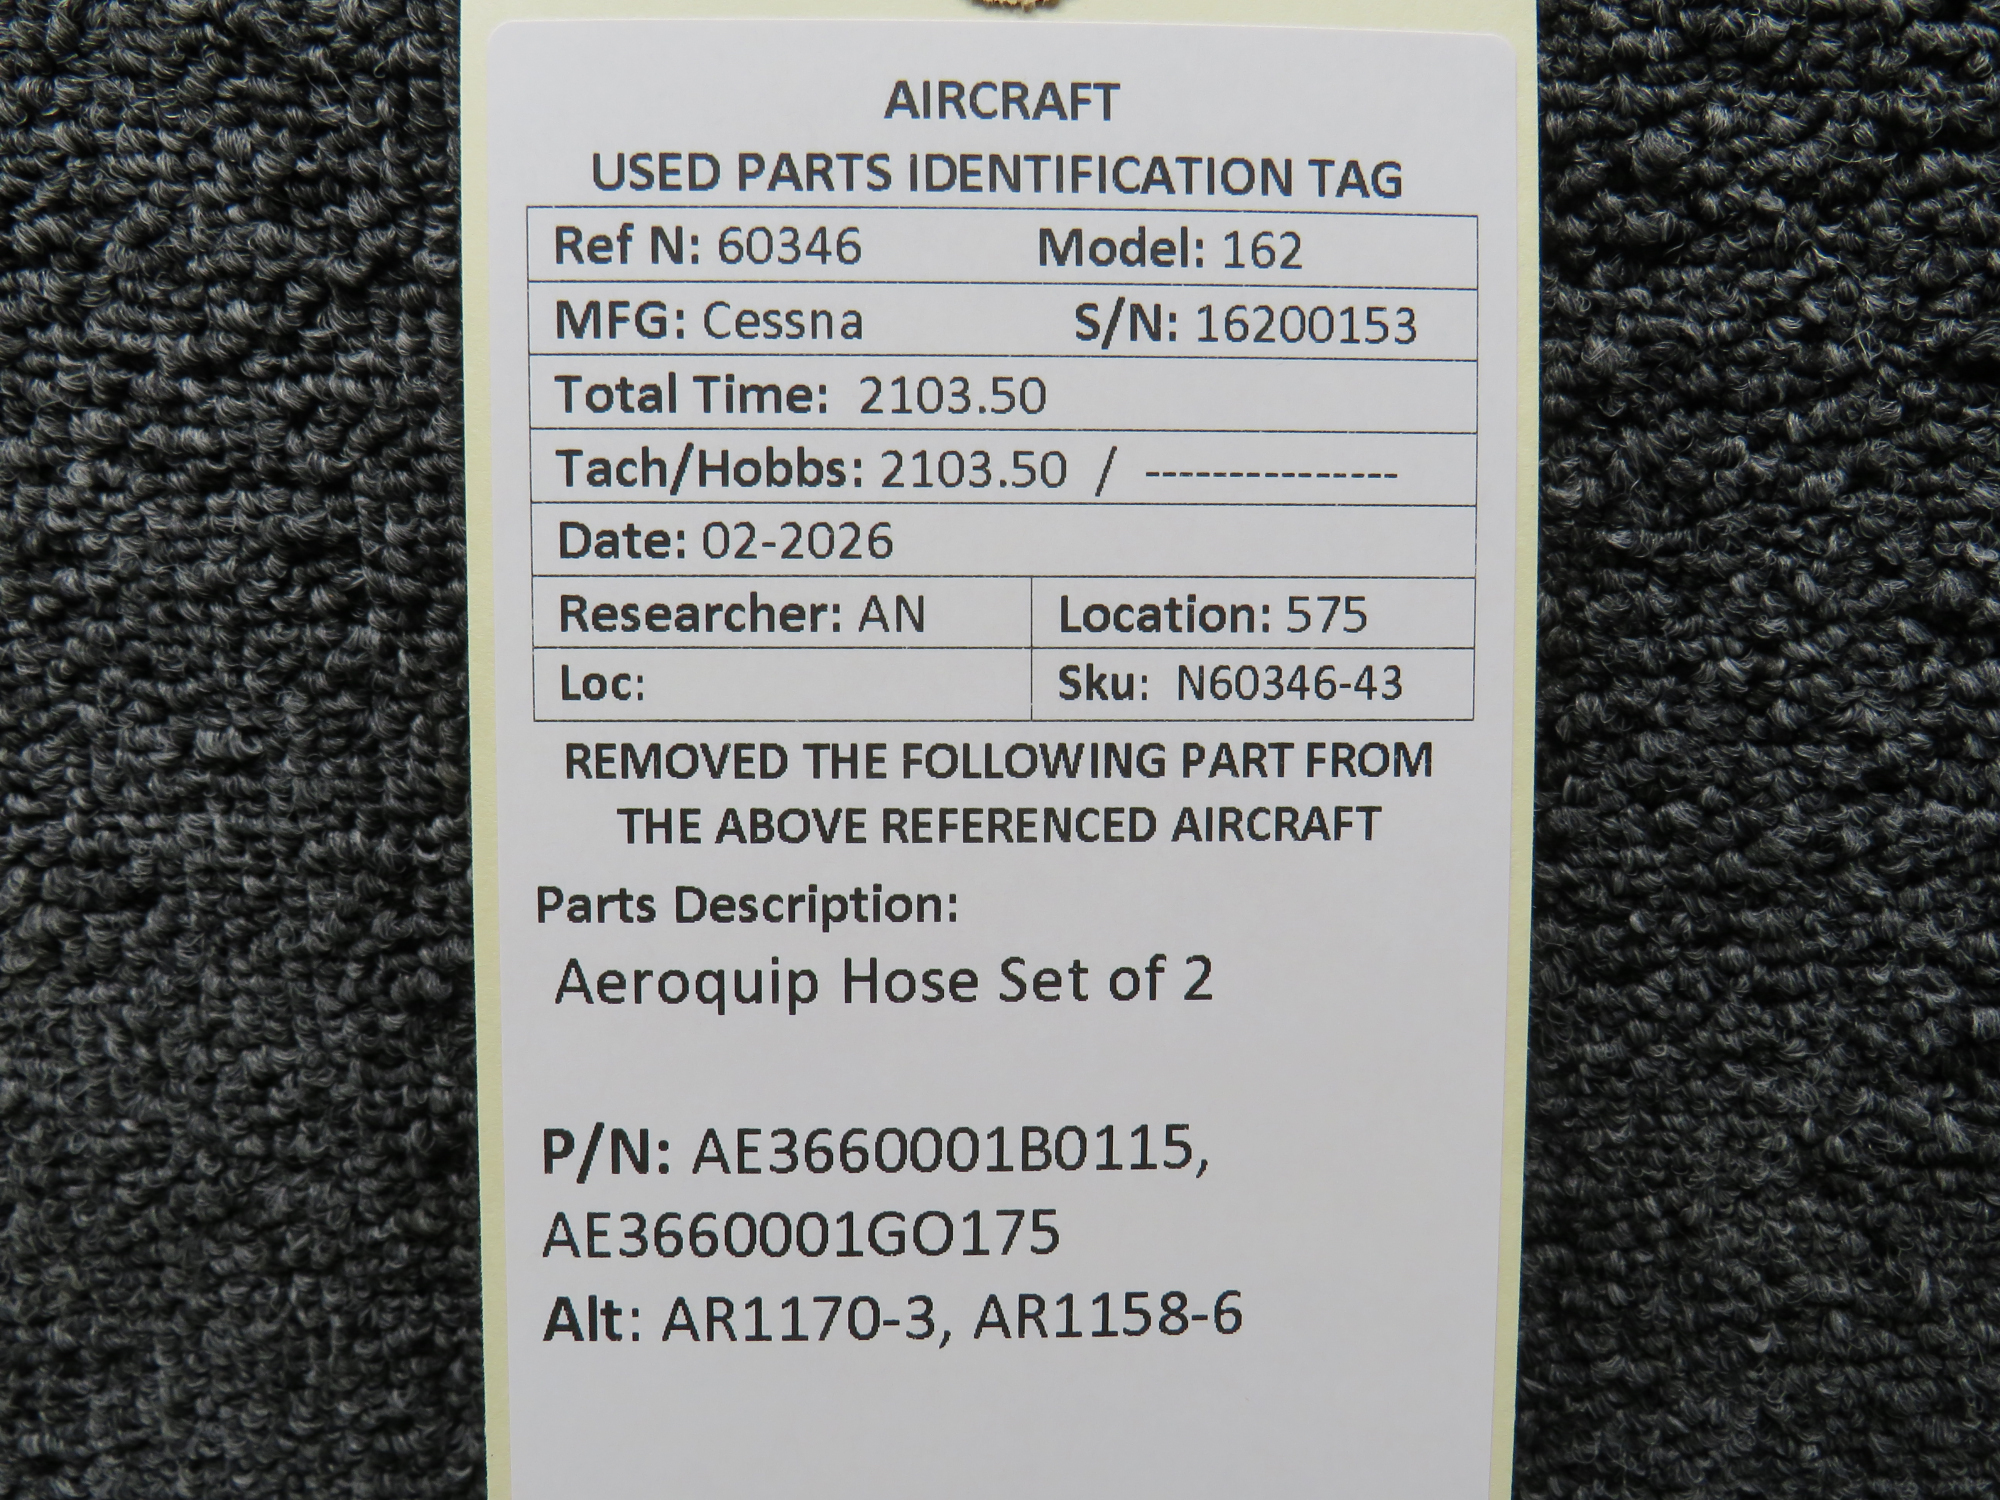 AIRCRAFT
USED PARTS IDENTIFICATION TAG
Ref N: 60346 Model: 162
MFG: Cessna S/N: 16200153
Total Time: 2103.50
Tach/Hobbs: 2103.50 / ---------------
Date: 02-2026
Researcher: AN Location: 575
Loc: Sku: N60346-43
REMOVED THE FOLLOWING PART FROM
THE ABOVE REFERENCED AIRCRAFT
Parts Description:
Aeroquip Hose Set of 2
P/N: AE3660001B0115,
AE3660001GO175
Alt: AR1170-3, AR1158-6